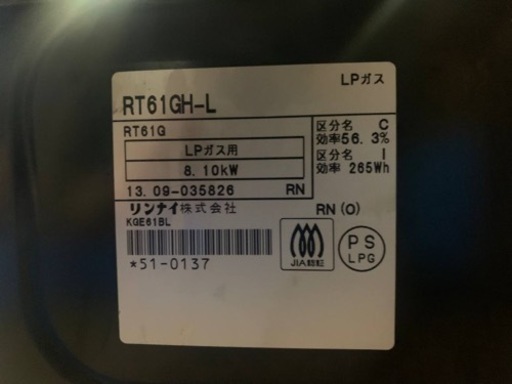 LPガス
RT61GH-L
RT61G
LPガス用
8.10kW
区分名 C
効率56.3%
区分名 I
効率 265Wh
13.09-035826 RN
リンナイ株式会社
RN(O)
KGE61BL
*51-0137
JIA認証
PS
LPG